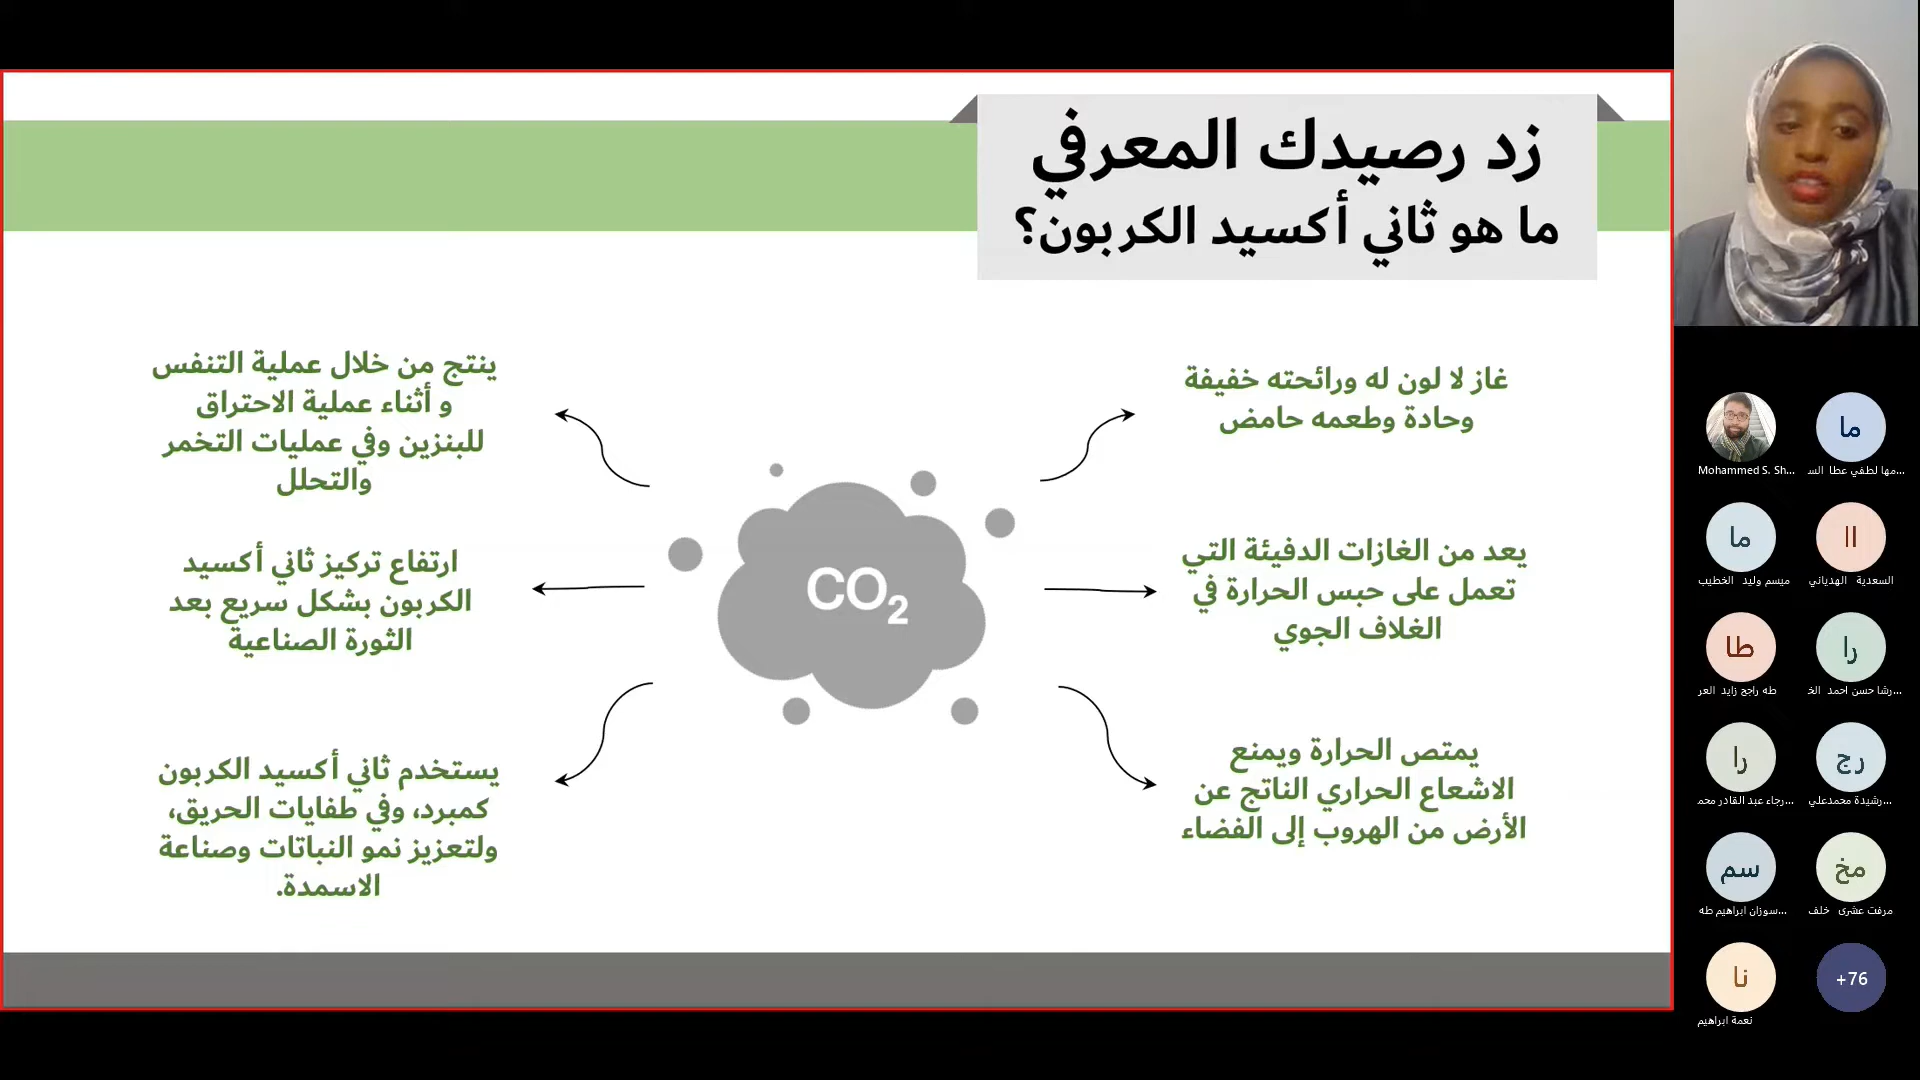 زد رصيدك المعرفي
ما هو ثاني أكسيد الكربون؟
غاز لا لون له ورائحته خفيفة
وحادة وطعمه حامض
يعد من الغازات الدفيئة التي
تعمل على حبس الحرارة في
الغلاف الجوي
يمتص الحرارة ويمنع
الاشعاع الحراري الناتج عن
الأرض من الهروب إلى الفضاء
ينتج من خلال عملية التنفس
و أثناء عملية الاحتراق
للبنزين وفي عمليات التخمر
والتحلل
ارتفاع تركيز ثاني أكسيد
الكربون بشكل سريع بعد
الثورة الصناعية
يستخدم ثاني أكسيد الكربون
كمبرد، وفي طفايات الحريق،
ولتعزيز نمو النباتات وصناعة
الاسمدة.
CO2
Mohammed S. Sh...
ما
مها لطفي عطا السـ...
ما
ميسم وليد الخطيب
اا
السعدية الهدياني
طا
طه راجح زايد العر
را
رشا حسن احمد الخـ...
را
رجاء عبد القادر محمـ...
رج
رشيدة محمدعلي...
سم
سوزان ابراهيم طه...
مخ
مرفت عشرى خلف
نا
نعمة ابراهيم
+76